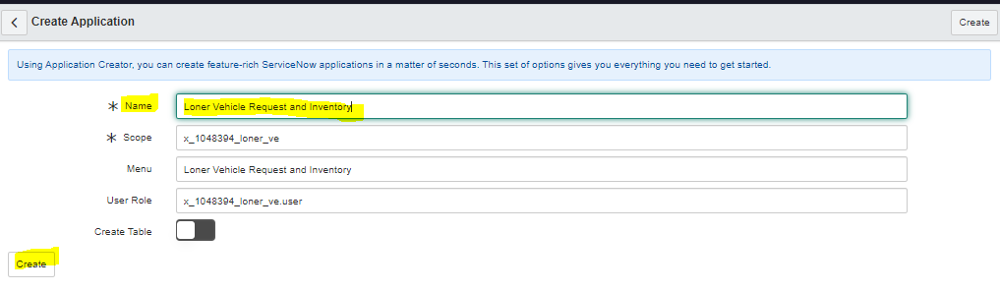 Create Application
Create
Using Application Creator, you can create feature-rich ServiceNow applications in a matter of seconds. This set of options gives you everything you need to get started.
Name
Loner Vehicle Request and Inventory
Scope
x_1048394_loner_ve
Menu
Loner Vehicle Request and Inventory
User Role
x_1048394_loner_ve.user
Create Table
Create